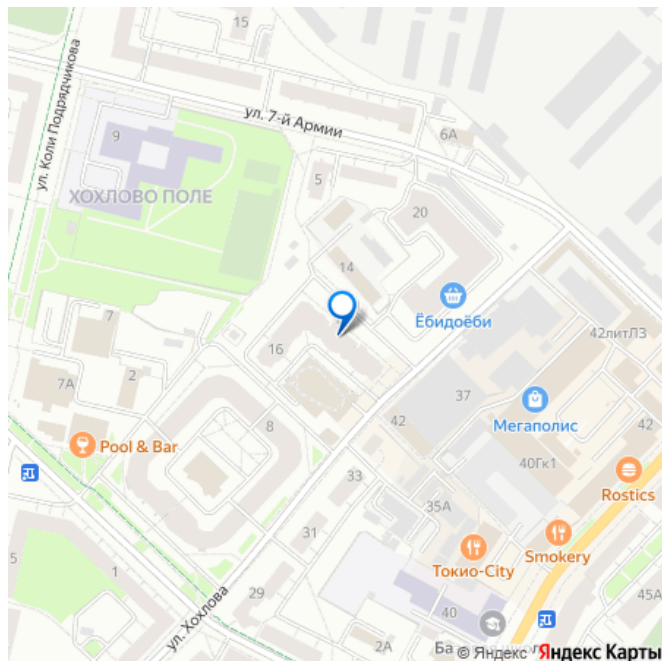 15
ул. Коли Подрядчикова
9
ул. 7-й Армии
6А
5
ХОХЛОВО ПОЛЕ
20
14
Ёбидоёби
42литЛЗ
7
16
7А
2
37
Мегаполис
42
42
8
Pool & Bar
40Гк1
Rostics
33
35А
Smokery
31
Токио-City
5
1
29
ул. Хохлова
45А
40
2А
Ба
© Яндекс Яндекс Карты